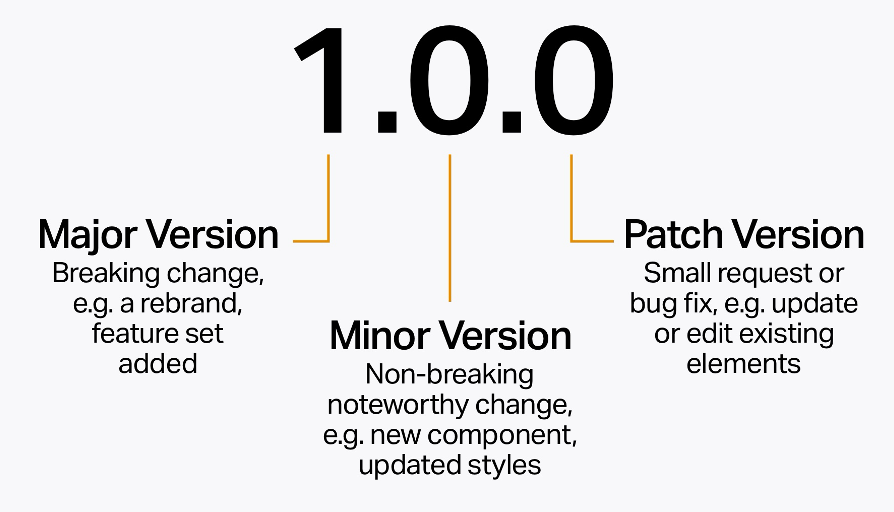 1.0.0
Major Version
Breaking change,
e.g. a rebrand,
feature set
added
Minor Version
Non-breaking
noteworthy change,
e.g. new component,
updated styles
Patch Version
Small request or
bug fix, e.g. update
or edit existing
elements